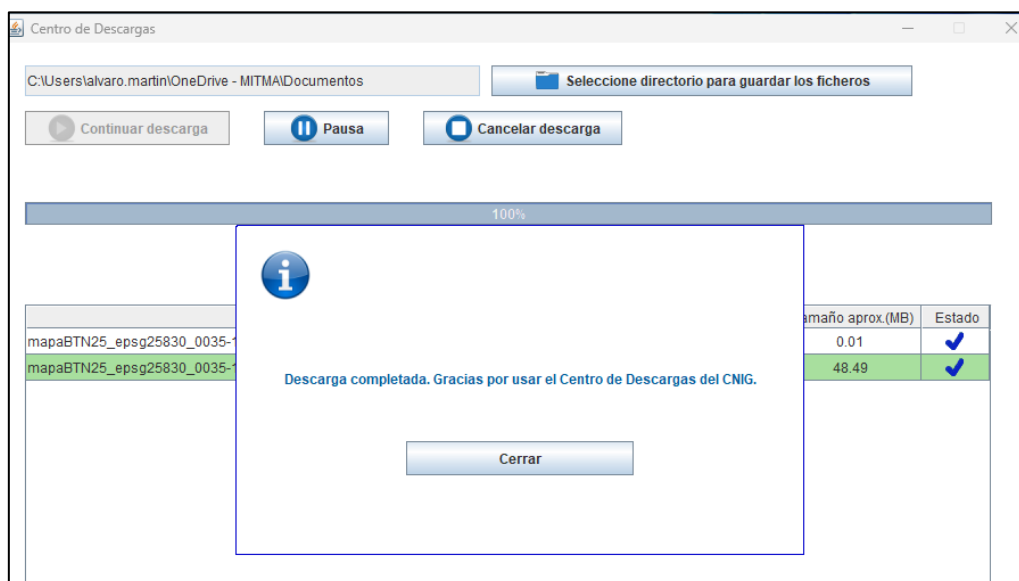 Centro de Descargas
C:\Users\alvaro.martin\OneDrive - MITMA\Documentos
Seleccione directorio para guardar los ficheros
Continuar descarga
Pausa
Cancelar descarga
100%
amaño aprox.(MB) Estado
mapaBTN25_epsg25830_0035-1 0.01
mapaBTN25_epsg25830_0035-1 48.49
Descarga completada. Gracias por usar el Centro de Descargas del CNIG.
Cerrar